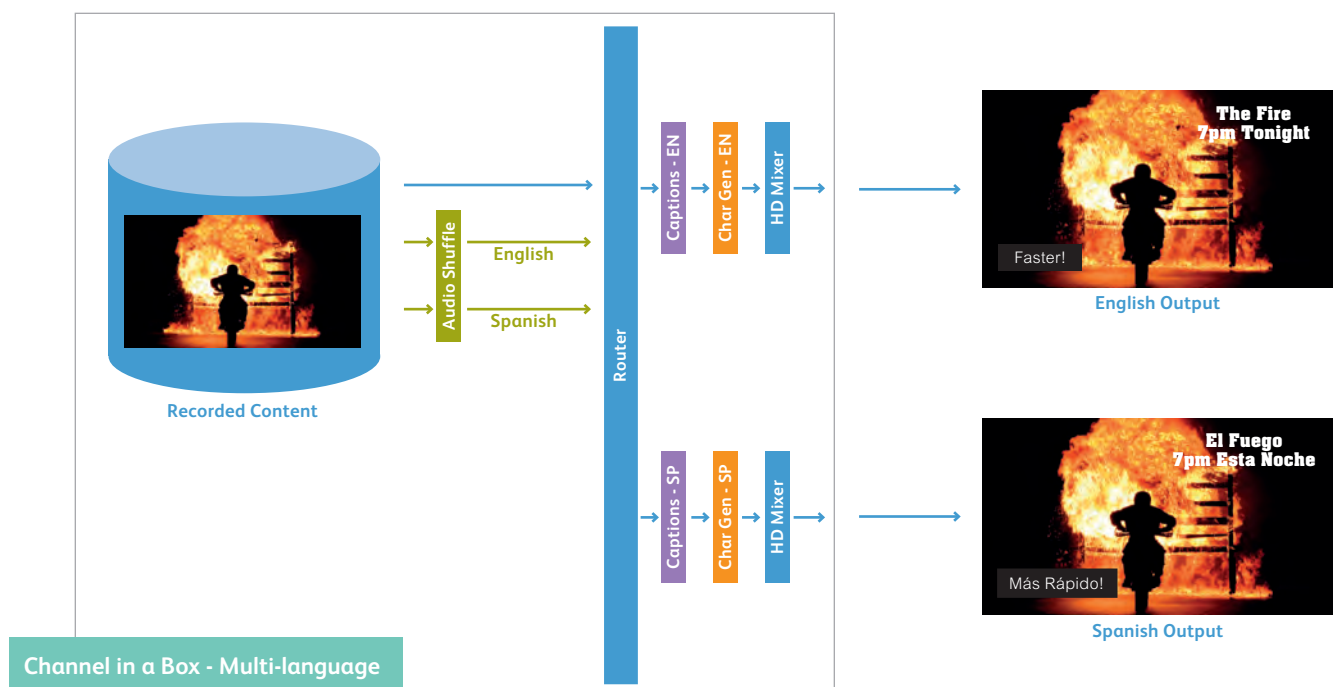 Recorded Content
Audio Shuffle
English
Spanish
Router
Captions - EN
Char Gen - EN
HD Mixer
The Fire
7pm Tonight
Faster!
English Output
Captions - SP
Char Gen - SP
HD Mixer
El Fuego
7pm Esta Noche
Más Rápido!
Spanish Output
Channel in a Box - Multi-language